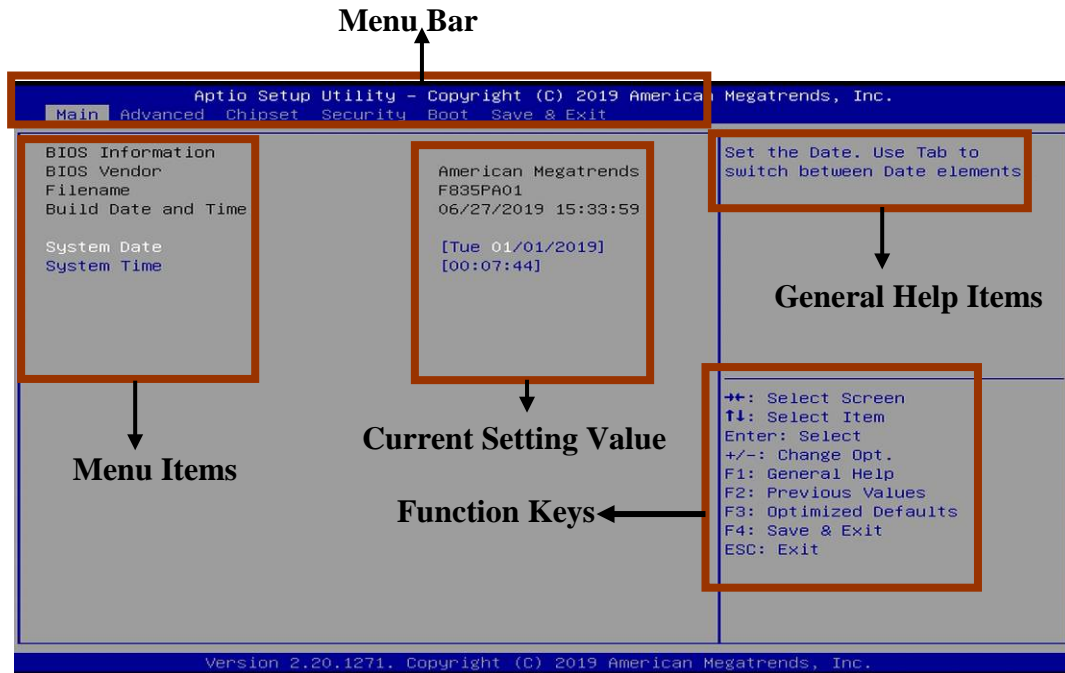 Menu Bar
Aptio Setup Utility – Copyright (C) 2019 American Megatrends, Inc.
Main Advanced Chipset Security Boot Save & Exit
BIOS Information
BIOS Vendor American Megatrends
Filename F835PA01
Build Date and Time 06/27/2019 15:33:59
System Date [Tue 01/01/2019]
System Time [00:07:44]
Set the Date. Use Tab to
switch between Date elements
General Help Items
Menu Items
Current Setting Value
Function Keys
→←: Select Screen
↑↓: Select Item
Enter: Select
+/-: Change Opt.
F1: General Help
F2: Previous Values
F3: Optimized Defaults
F4: Save & Exit
ESC: Exit
Version 2.20.1271. Copyright (C) 2019 American Megatrends, Inc.